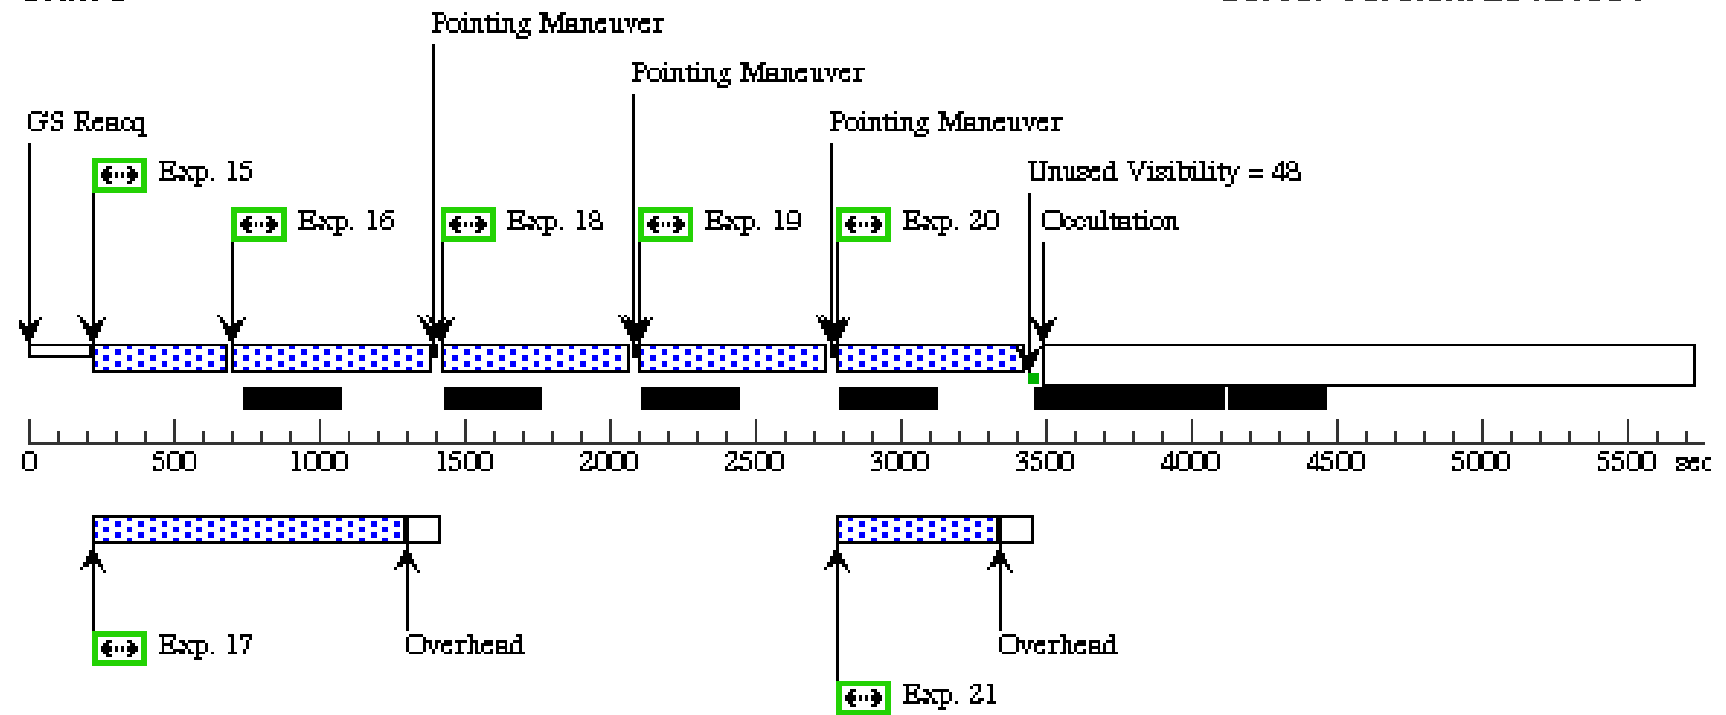 Pointing Maneuver
Pointing Maneuver
GS Reacq
Pointing Maneuver
Exp. 15
Unused Visibility = 48
Exp. 16
Exp. 18
Exp. 19
Exp. 20
Occultation
0 500 1000 1500 2000 2500 3000 3500 4000 4500 5000 5500 sec
Exp. 17
Overhead
Overhead
Exp. 21